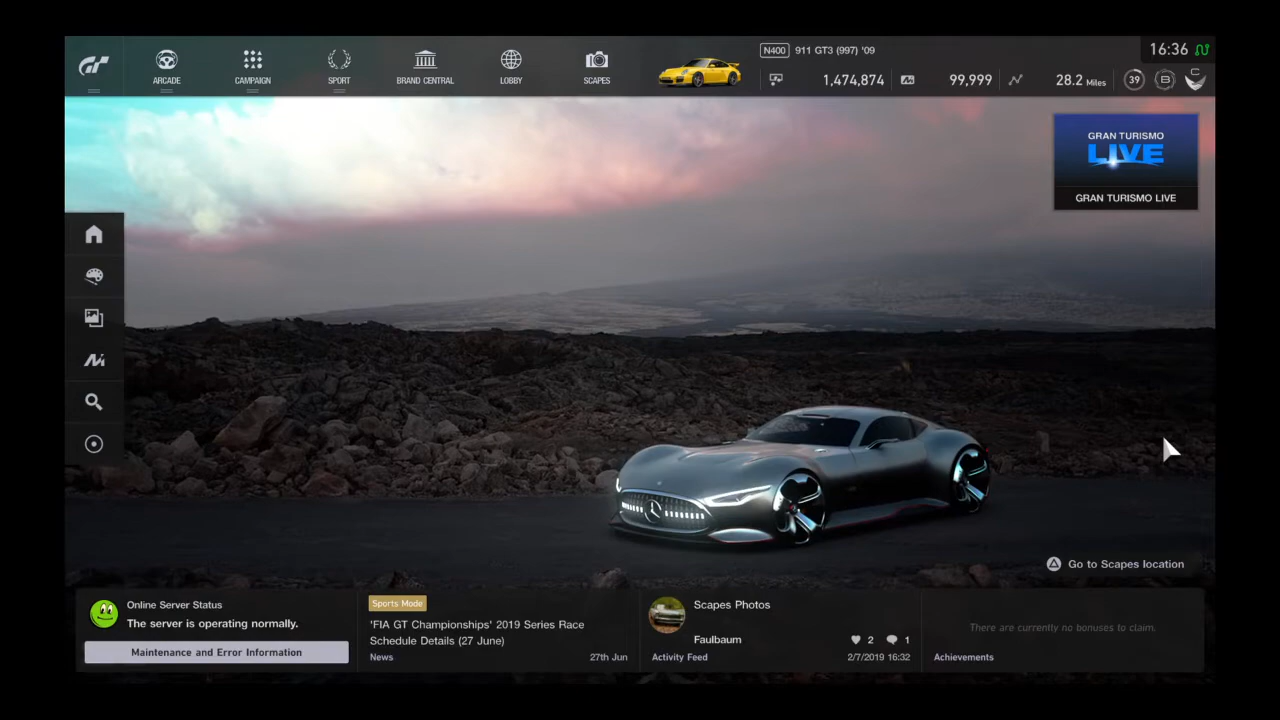 ARCADE
CAMPAIGN
SPORT
BRAND CENTRAL
LOBBY
SCAPES
N400 911 GT3 (997) '09
16:36
1,474,874
99,999
28.2 Miles
39
B
C
GRAN TURISMO
LIVE
GRAN TURISMO LIVE
Go to Scapes location
Online Server Status
The server is operating normally.
Maintenance and Error Information
Sports Mode
'FIA GT Championships' 2019 Series Race
Schedule Details (27 June)
News 27th Jun
Scapes Photos
Faulbaum
2 1
Activity Feed 2/7/2019 16:32
There are currently no bonuses to claim.
Achievements